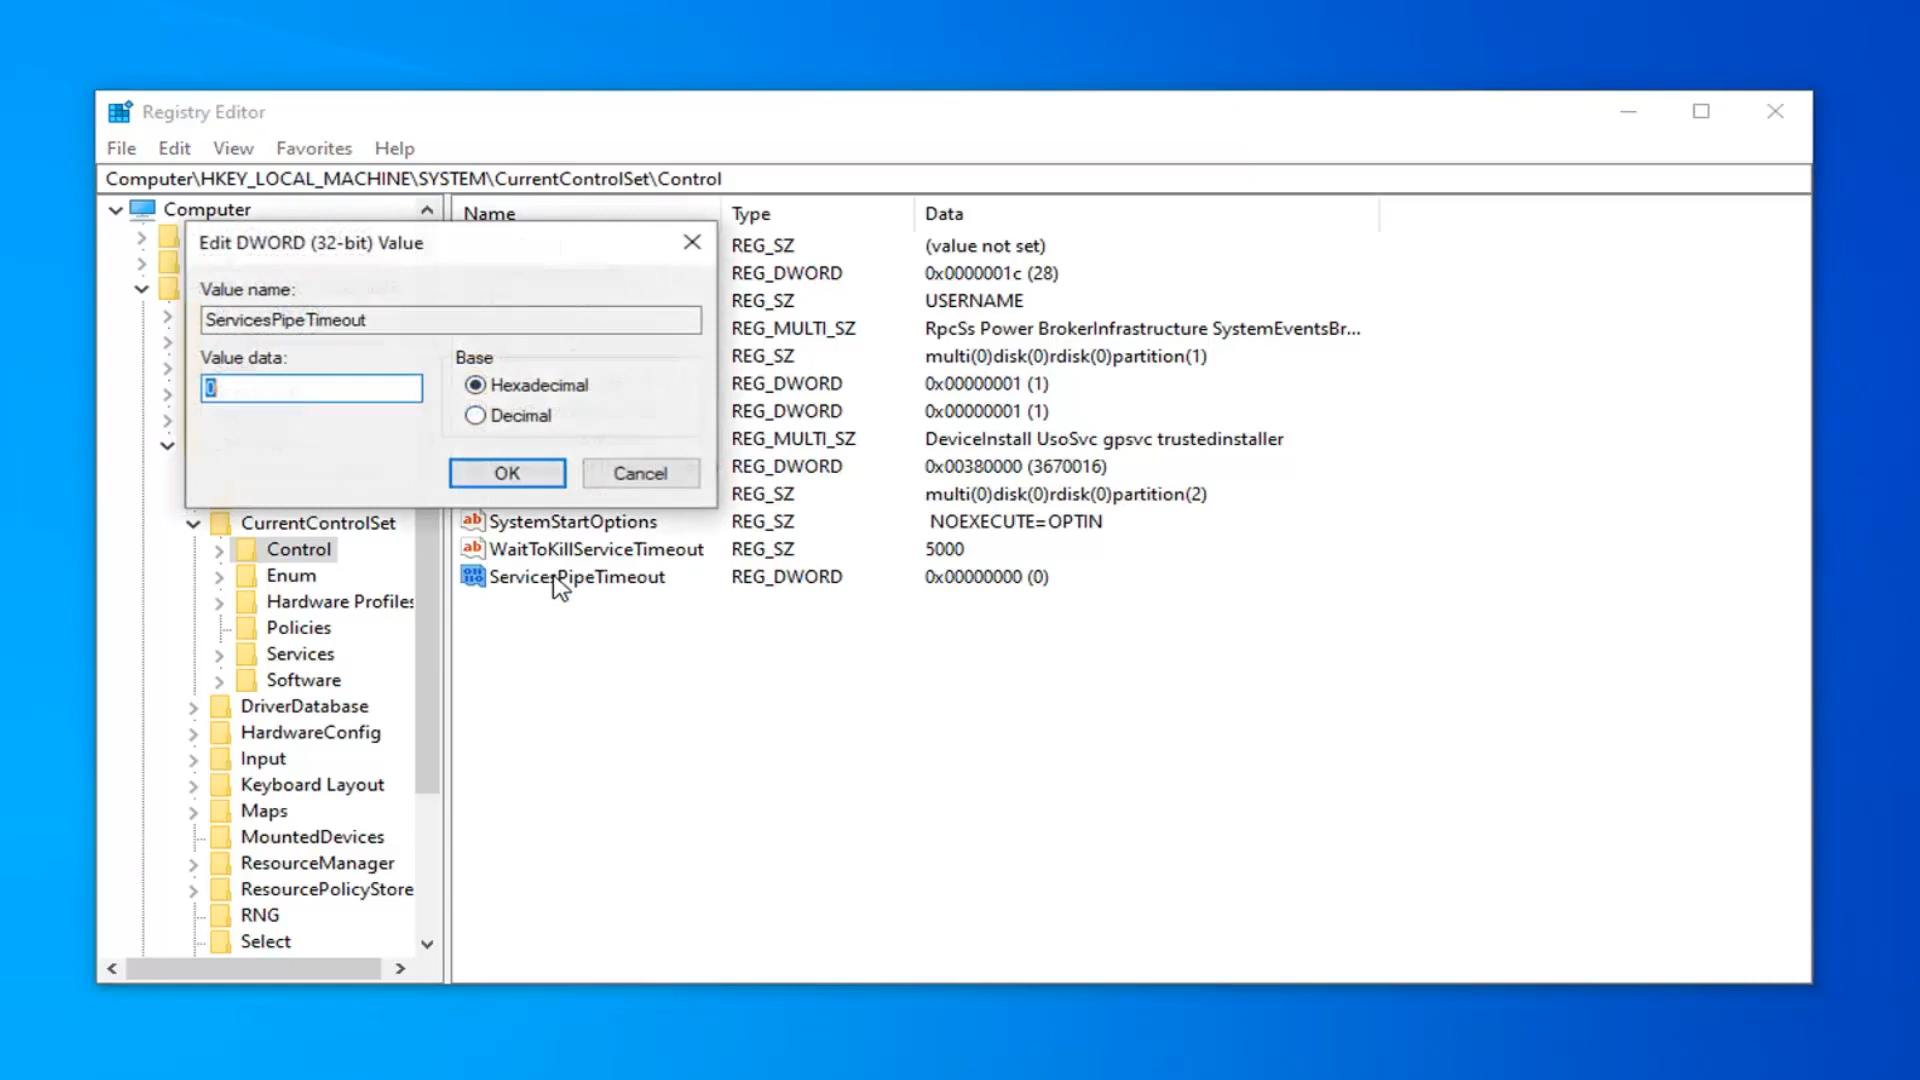 Registry Editor
File Edit View Favorites Help
Computer\HKEY_LOCAL_MACHINE\SYSTEM\CurrentControlSet\Control
Computer
Name Type Data
Edit DWORD (32-bit) Value
Value name:
ServicesPipeTimeout
Value data:
0
Base
Hexadecimal
Decimal
OK Cancel
REG_SZ (value not set)
REG_DWORD 0x0000001c (28)
REG_SZ USERNAME
REG_MULTI_SZ RpcSs Power BrokerInfrastructure SystemEventsBr...
REG_SZ multi(0)disk(0)rdisk(0)partition(1)
REG_DWORD 0x00000001 (1)
REG_DWORD 0x00000001 (1)
REG_MULTI_SZ DeviceInstall UsoSvc gpsvc trustedinstaller
REG_DWORD 0x00380000 (3670016)
REG_SZ multi(0)disk(0)rdisk(0)partition(2)
SystemStartOptions REG_SZ NOEXECUTE=OPTIN
WaitToKillServiceTimeout REG_SZ 5000
ServicesPipeTimeout REG_DWORD 0x00000000 (0)
CurrentControlSet
Control
Enum
Hardware Profiles
Policies
Services
Software
DriverDatabase
HardwareConfig
Input
Keyboard Layout
Maps
MountedDevices
ResourceManager
ResourcePolicyStore
RNG
Select